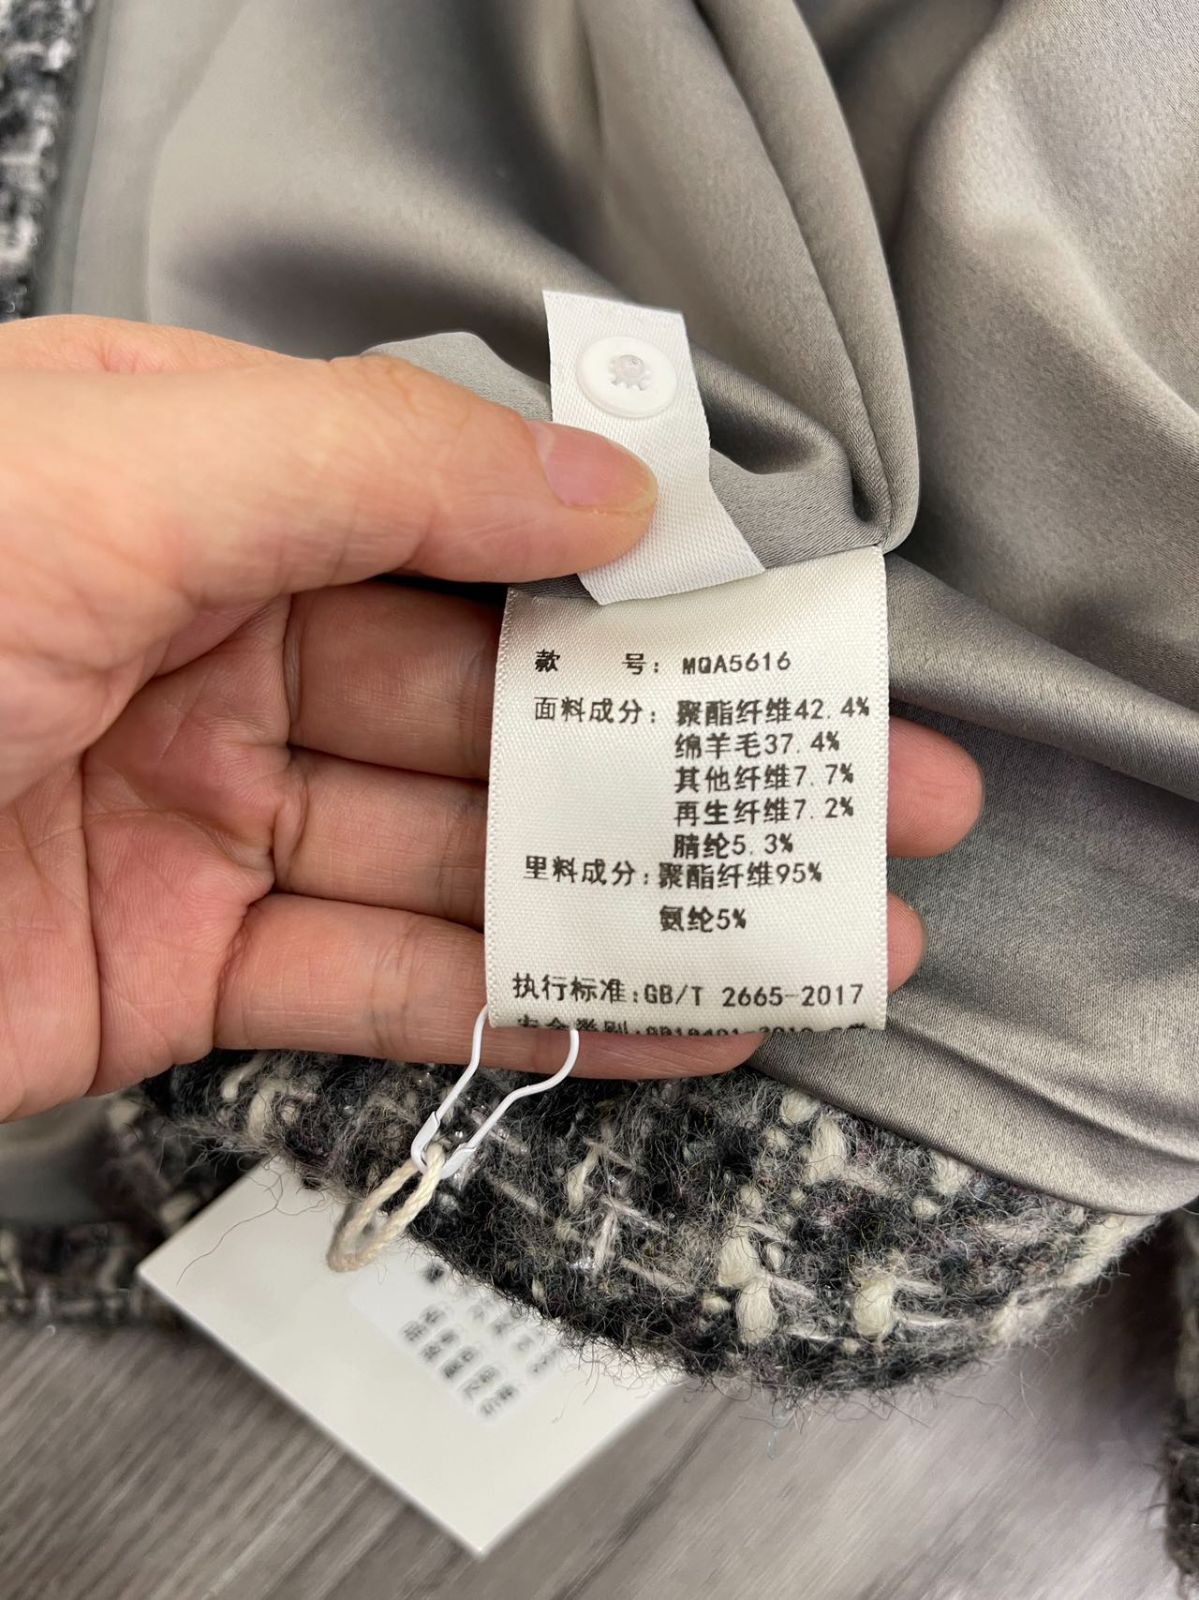 款 号: MQA5616
面料成分: 聚酯纤维42.4%
绵羊毛37.4%
其他纤维7.7%
再生纤维7.2%
腈纶5.3%
里料成分: 聚酯纤维95%
氨纶5%
执行标准:GB/T 2665-2017